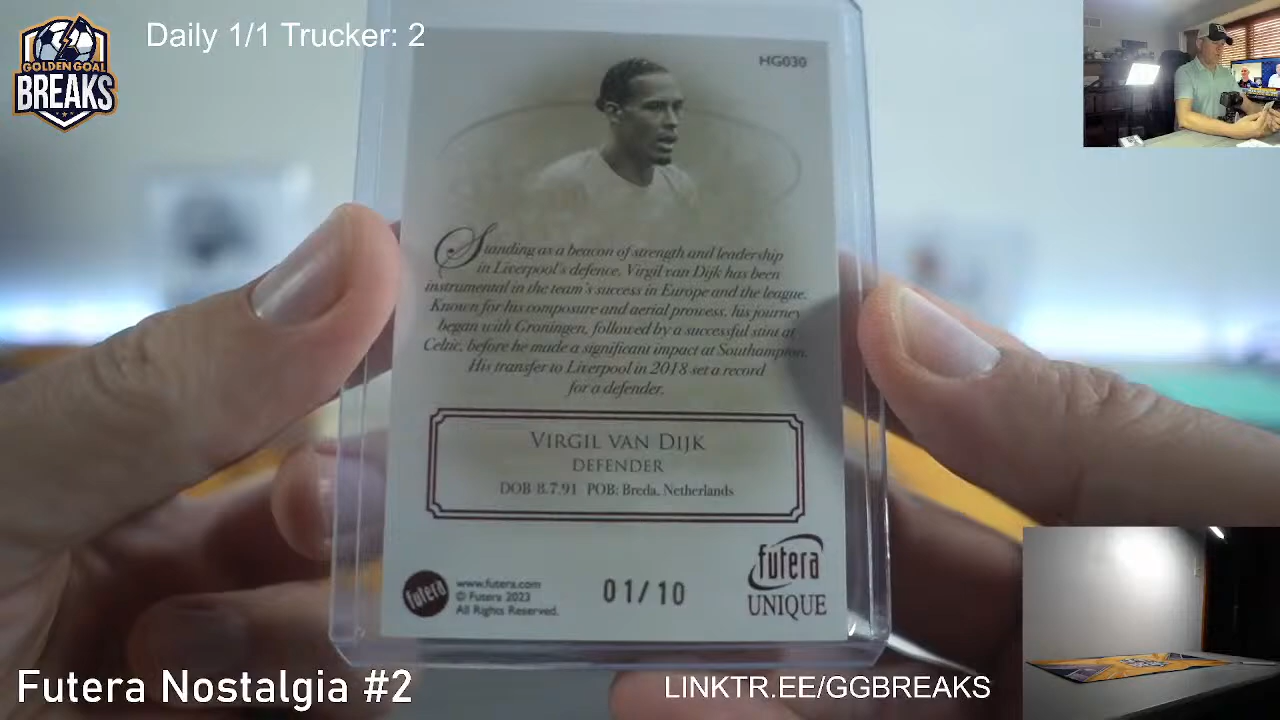 GOLDEN GOAL
BREAKS
Daily 1/1 Trucker: 2
HG030
Standing as a beacon of strength and leadership
in Liverpool's defence, Virgil van Dijk has been
instrumental in the team's success in Europe and the league.
Known for his composure and aerial prowess, his journey
began with Groningen, followed by a successful stint at
Celtic, before he made a significant impact at Southampton.
His transfer to Liverpool in 2018 set a record
for a defender.
VIRGIL VAN DIJK
DEFENDER
DOB 8.7.91 POB: Breda, Netherlands
futera
www.futera.com
© Futera 2023
All Rights Reserved.
01/10
futera
UNIQUE
Futera Nostalgia #2
LINKTR.EE/GGBREAKS